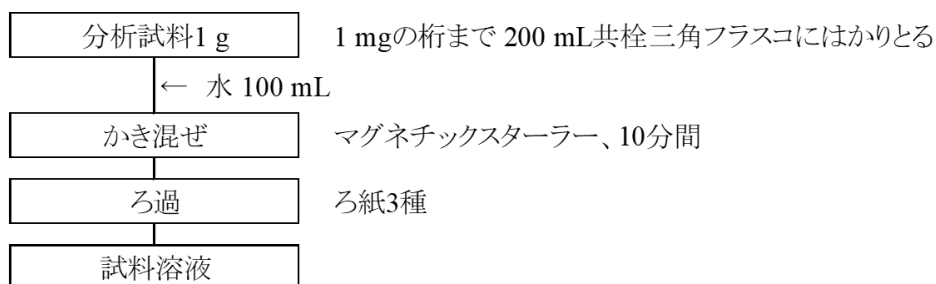 分析試料1 g 1 mgの桁まで 200 mL共栓三角フラスコにはかりとる
← 水 100 mL
かき混ぜ マグネチックスターラー、10分間
ろ過 ろ紙3種
試料溶液